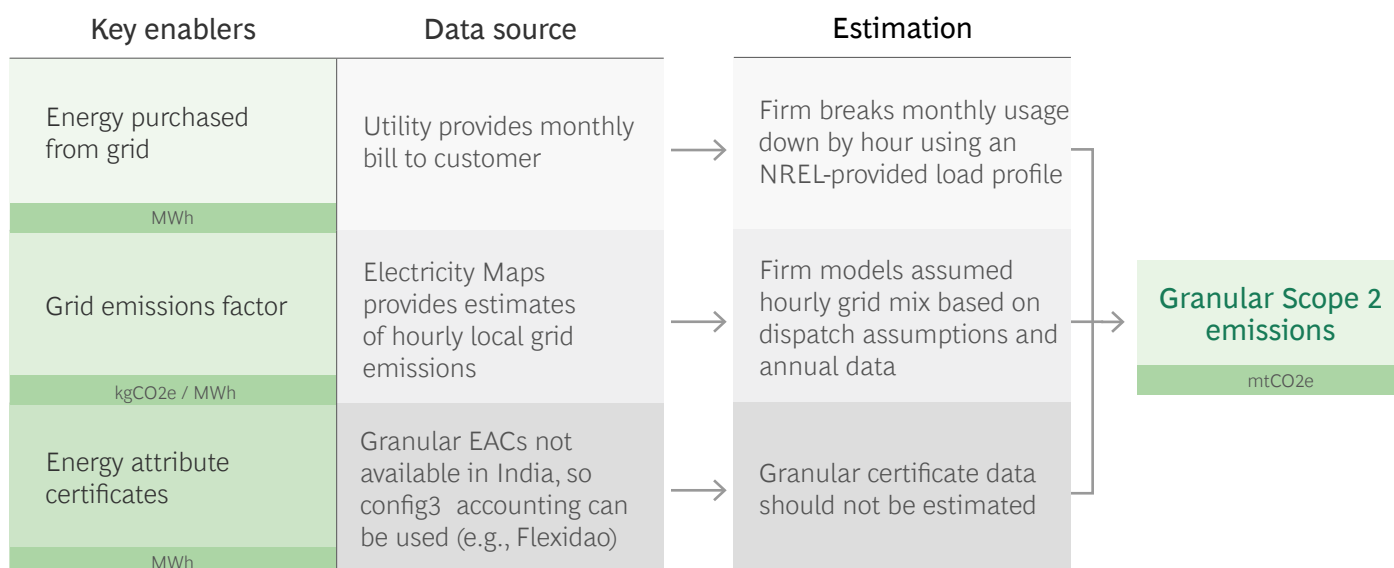 Key enablers
Data source
Estimation
Energy purchased
from grid
MWh
Utility provides monthly
bill to customer
Firm breaks monthly usage
down by hour using an
NREL-provided load profile
Grid emissions factor
kgCO2e / MWh
Electricity Maps
provides estimates
of hourly local grid
emissions
Firm models assumed
hourly grid mix based on
dispatch assumptions and
annual data
Energy attribute
certificates
MWh
Granular EACs not
available in India, so
config3 accounting can
be used (e.g., Flexidao)
Granular certificate data
should not be estimated
Granular Scope 2
emissions
mtCO2e